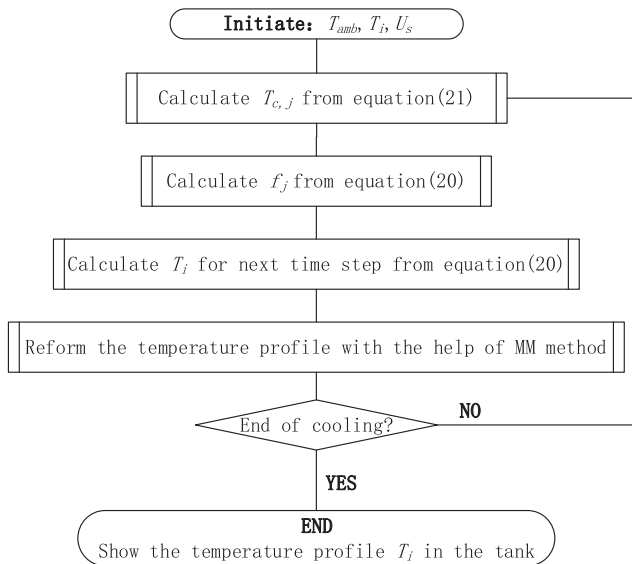 Initiate: Tamb, Ti, Us
Calculate Tc,j from equation(21)
Calculate fj from equation(20)
Calculate Ti for next time step from equation(20)
Reform the temperature profile with the help of MM method
End of cooling?
NO
YES
END
Show the temperature profile Ti in the tank